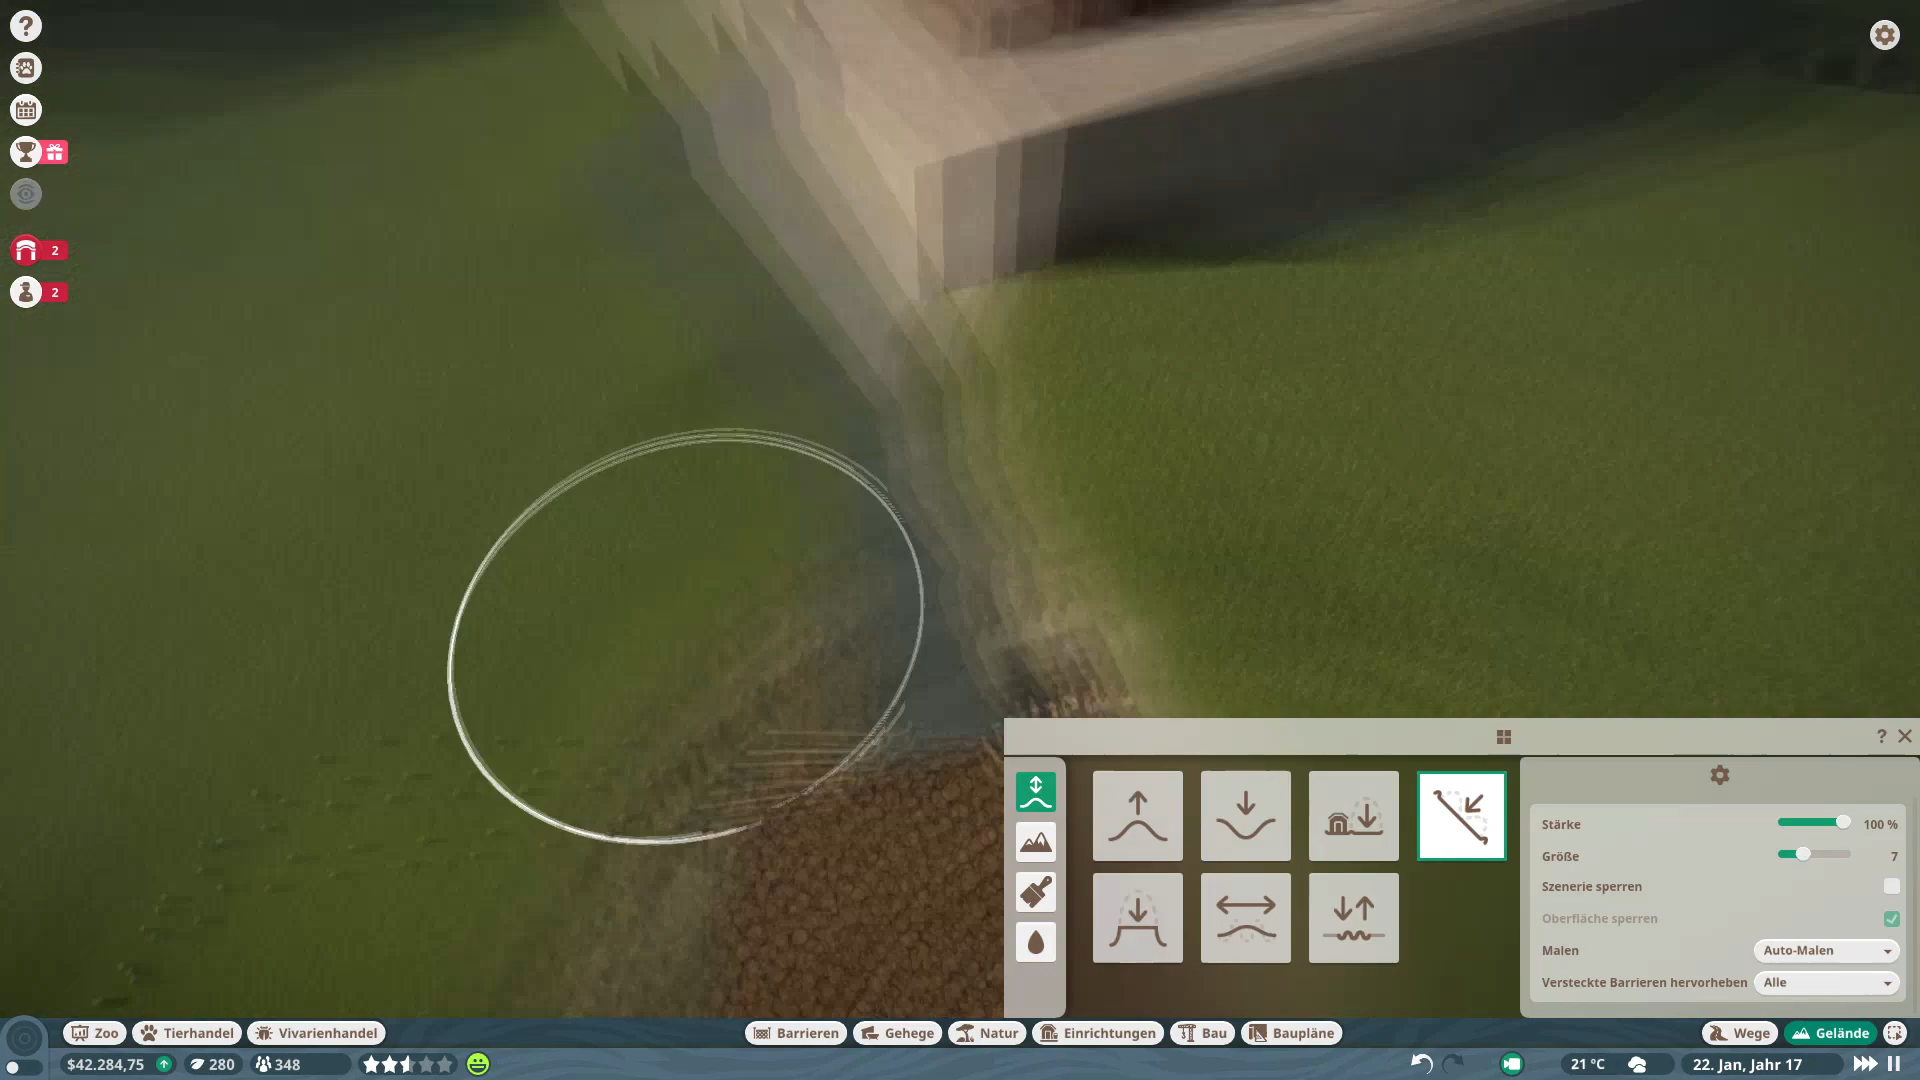 ?
2
2
?
Stärke 100 %
Größe 7
Szenerie sperren
Oberfläche sperren
Malen Auto-Malen
Versteckte Barrieren hervorheben Alle
Zoo Tierhandel Vivarienhandel Barrieren Gehege Natur Einrichtungen Bau Baupläne Wege Gelände
$42.284,75 280 348 21 °C 22. Jan, Jahr 17